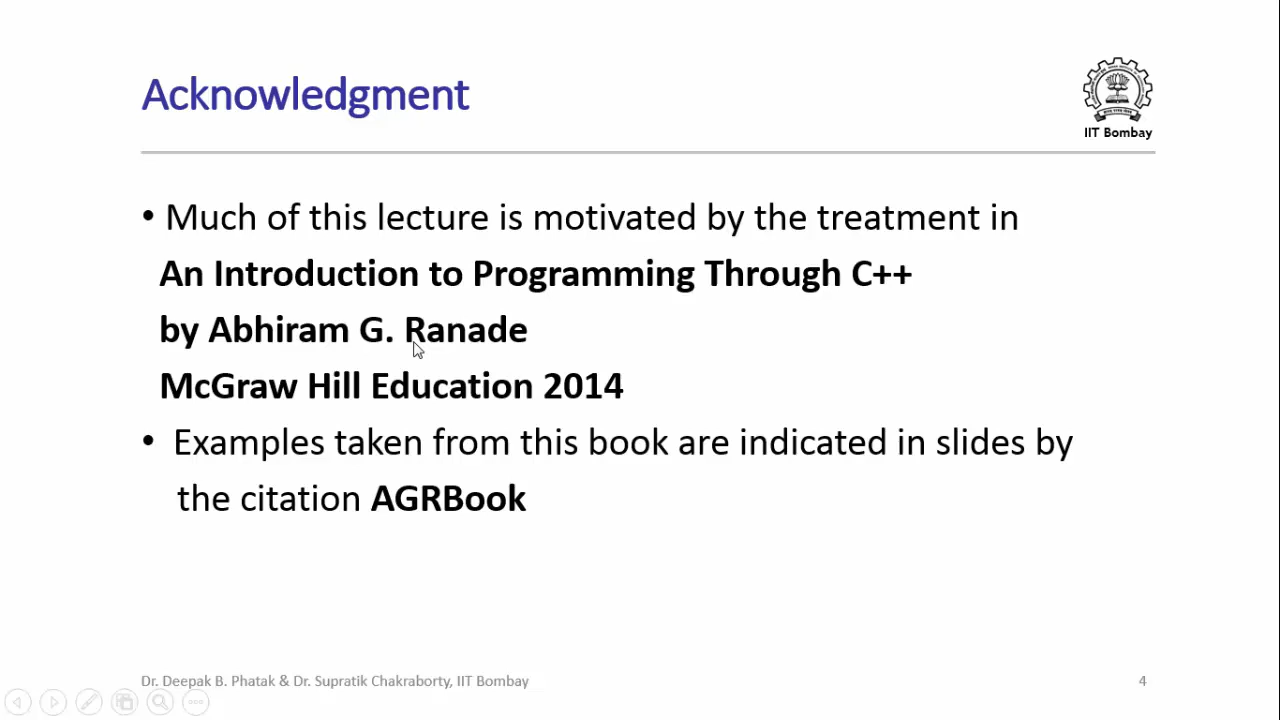 Acknowledgment
IIT Bombay
• Much of this lecture is motivated by the treatment in
An Introduction to Programming Through C++
by Abhiram G. Ranade
McGraw Hill Education 2014
• Examples taken from this book are indicated in slides by
the citation AGRBook
Dr. Deepak B. Phatak & Dr. Supratik Chakraborty, IIT Bombay
4